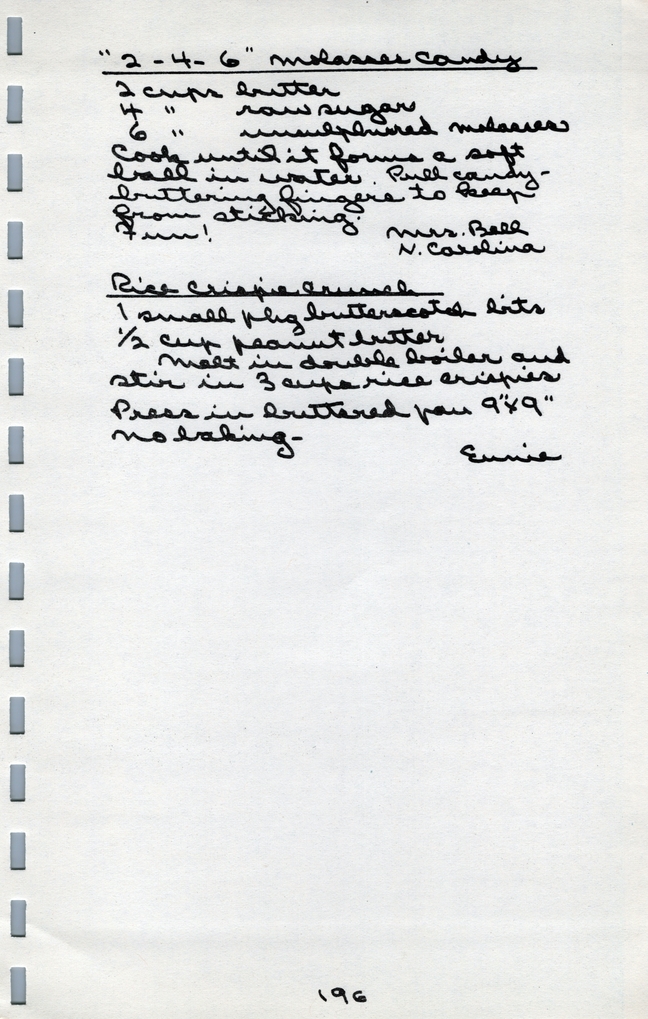 "2 - 4 - 6" Molasses Candy
2 cups butter
4 " raw sugar
6 " unsulphured molasses
Cook until it forms a soft
ball in water. Pull candy-
buttering fingers to keep
from sticking.
Fun! Mrs. Bell
N. Carolina
Rice Crispie Crunch
1 small pkg butterscotch bits
1/2 cup peanut butter
Melt in double boiler and
stir in 3 cups rice crispies
Press in buttered pan 9"x9"
No baking-
Eunie
196